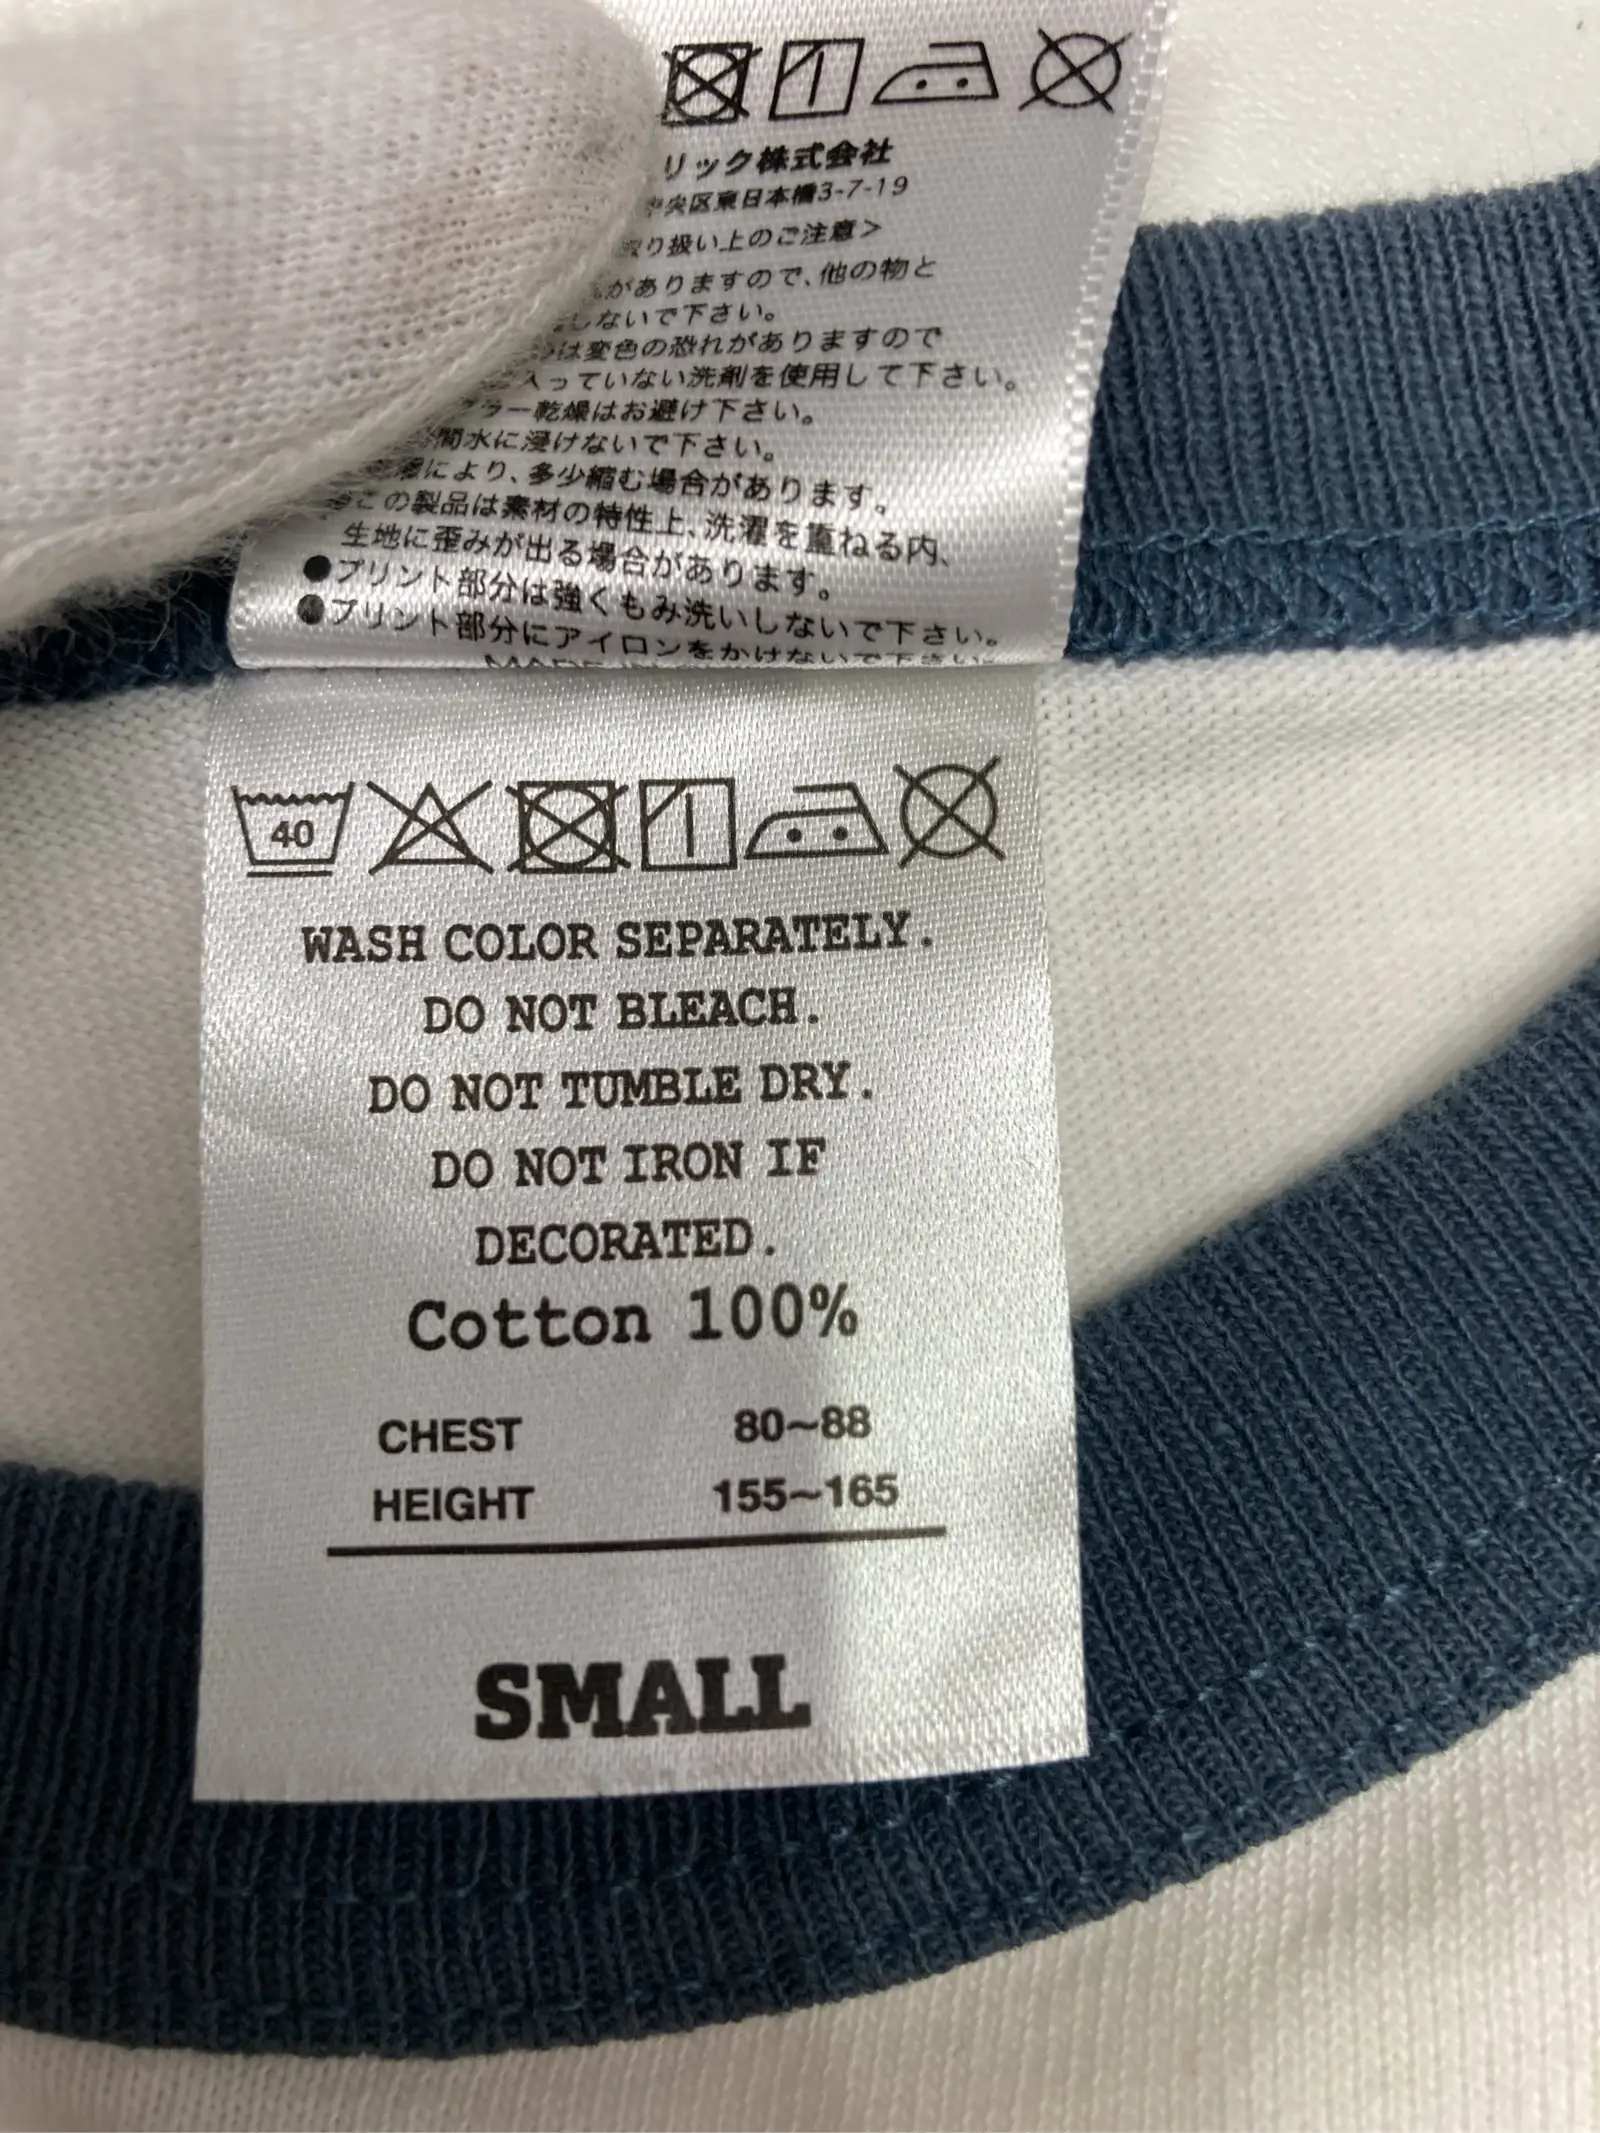 リック株式会社
中央区東日本橋3-7-19
取り扱い上のご注意>
がありますので、他の物と
しないで下さい。
は変色の恐れがありますので
入っていない洗剤を使用して下さい。
ラー乾燥はお避け下さい。
間水に浸けないで下さい。
により、多少縮む場合があります。
この製品は素材の特性上、洗濯を重ねる内、
生地に歪みが出る場合があります。
●プリント部分は強くもみ洗いしないで下さい。
●プリント部分にアイロンをかけないで下さい。
MADE
40
WASH COLOR SEPARATELY.
DO NOT BLEACH.
DO NOT TUMBLE DRY.
DO NOT IRON IF
DECORATED.
Cotton 100%
CHEST 80~88
HEIGHT 155~165
SMALL